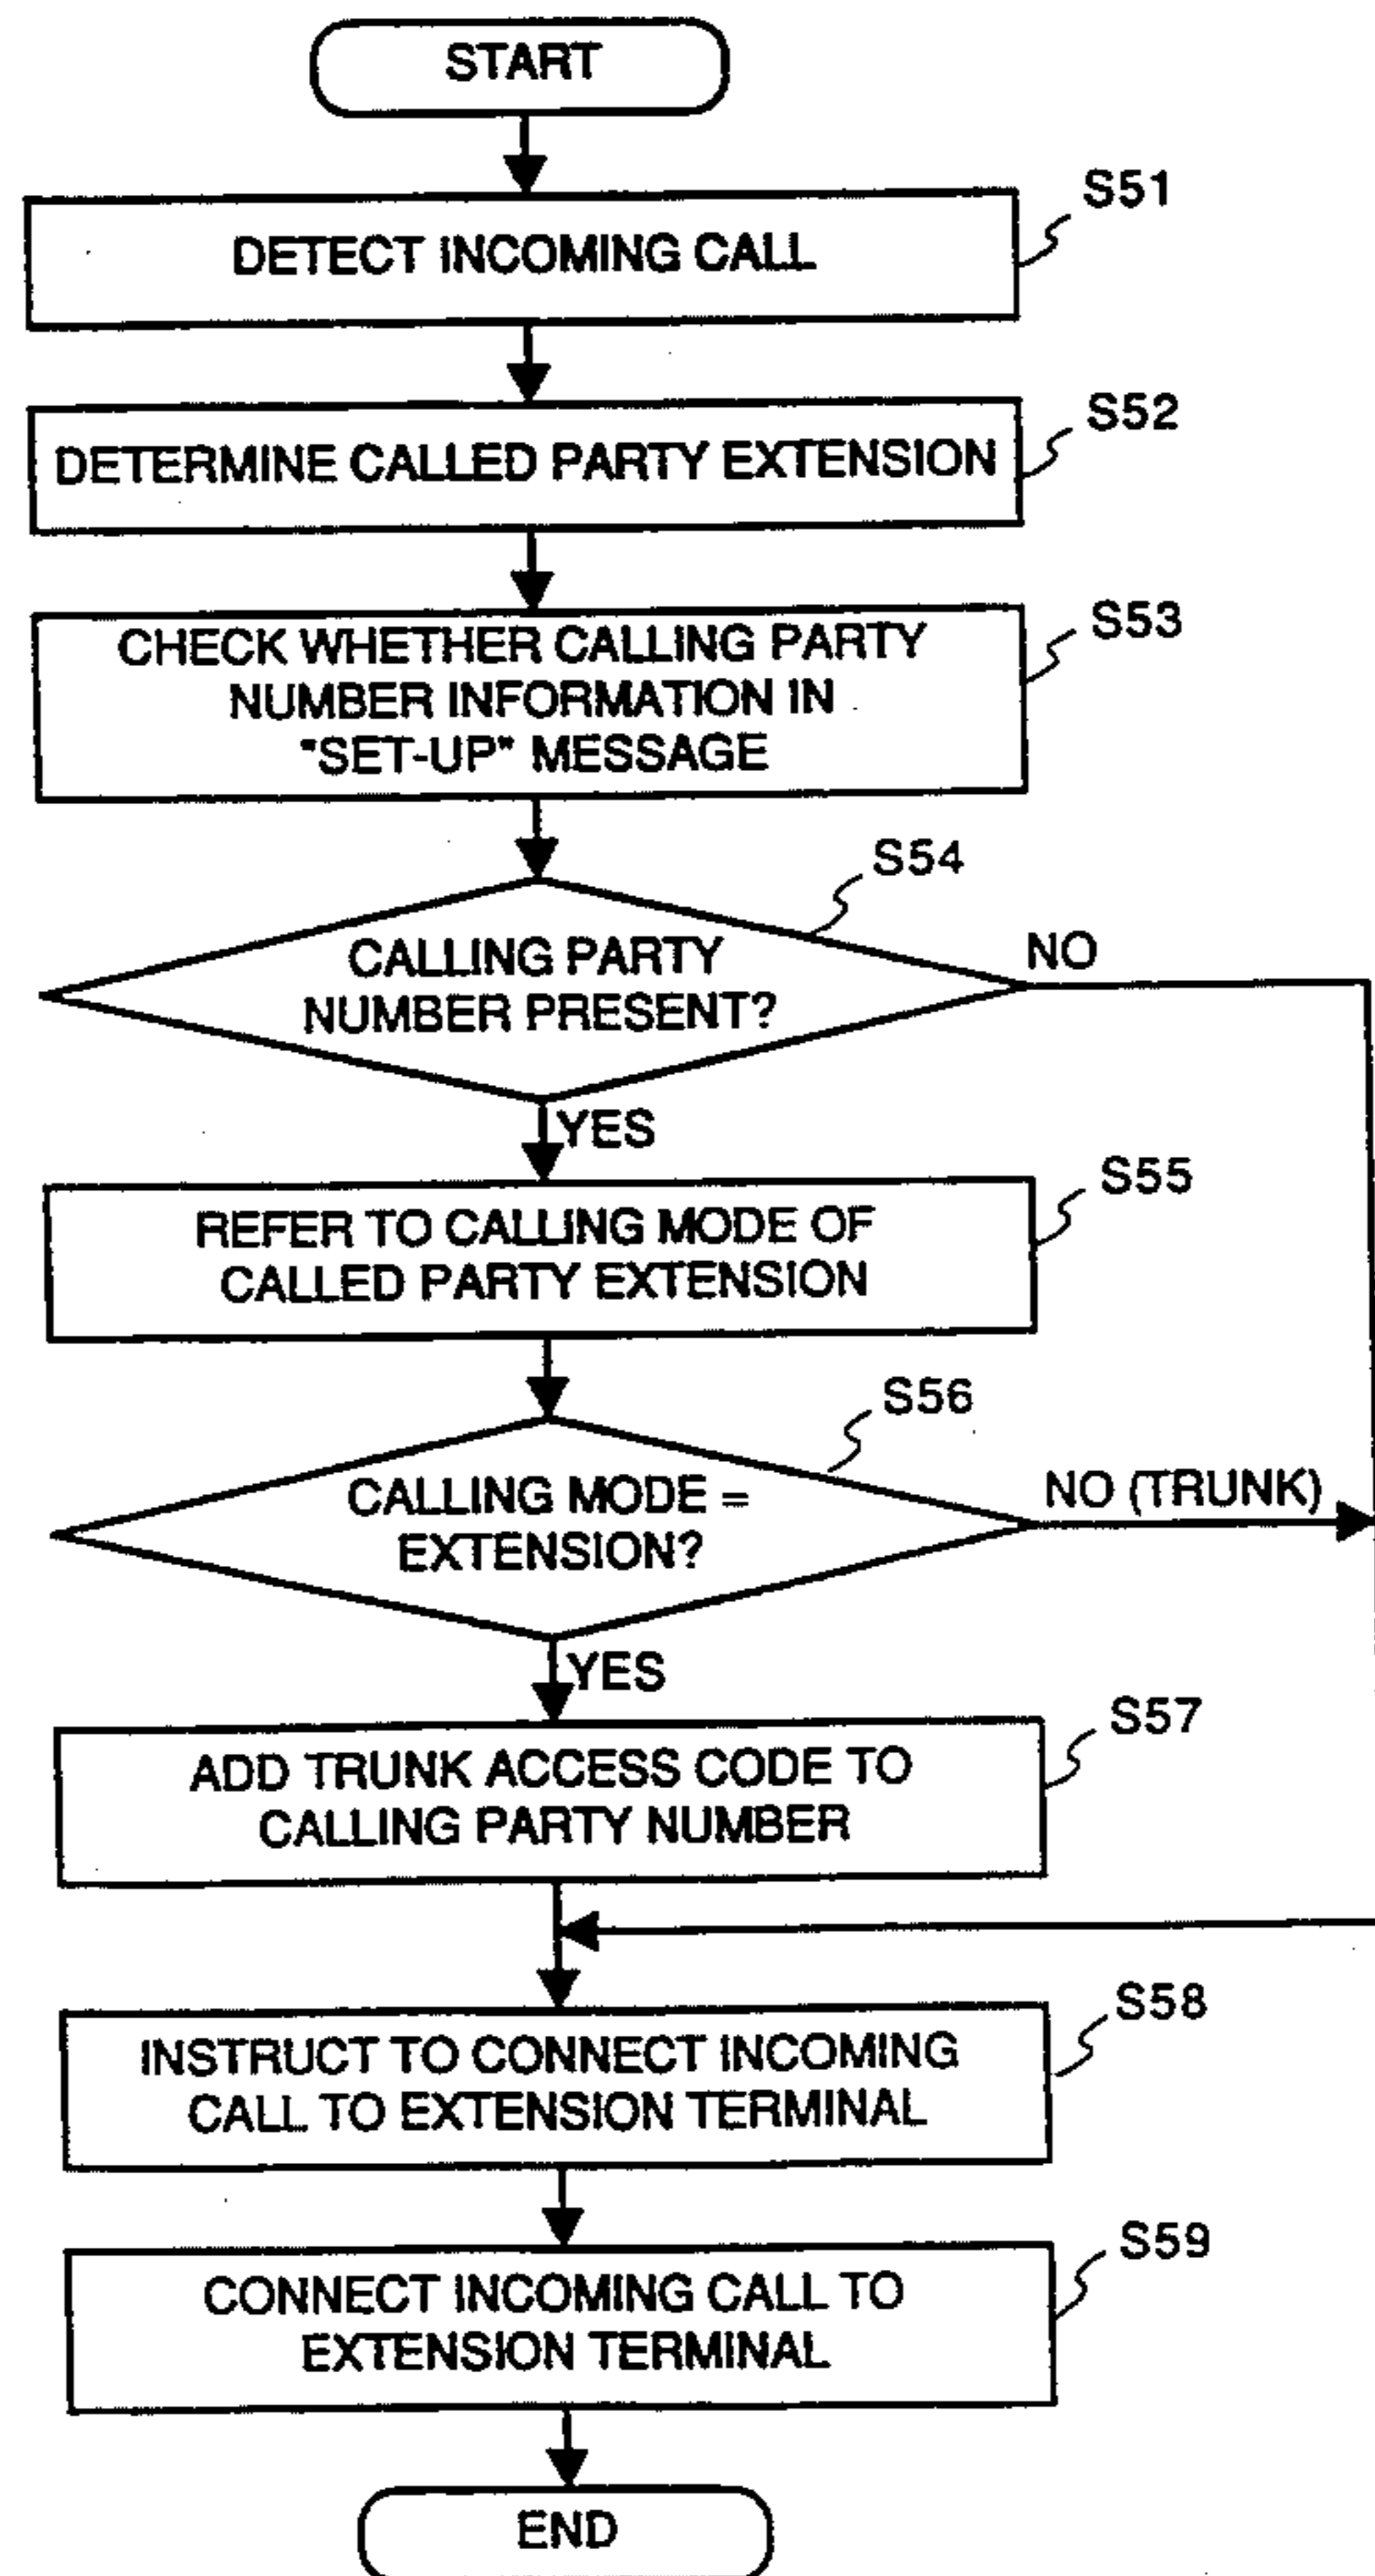 START
S51
DETECT INCOMING CALL
S52
DETERMINE CALLED PARTY EXTENSION
S53
CHECK WHETHER CALLING PARTY
NUMBER INFORMATION IN
"SET-UP" MESSAGE
S54
CALLING PARTY
NUMBER PRESENT?
NO
YES
S55
REFER TO CALLING MODE OF
CALLED PARTY EXTENSION
S56
CALLING MODE =
EXTENSION?
NO (TRUNK)
YES
S57
ADD TRUNK ACCESS CODE TO
CALLING PARTY NUMBER
S58
INSTRUCT TO CONNECT INCOMING
CALL TO EXTENSION TERMINAL
S59
CONNECT INCOMING CALL TO
EXTENSION TERMINAL
END